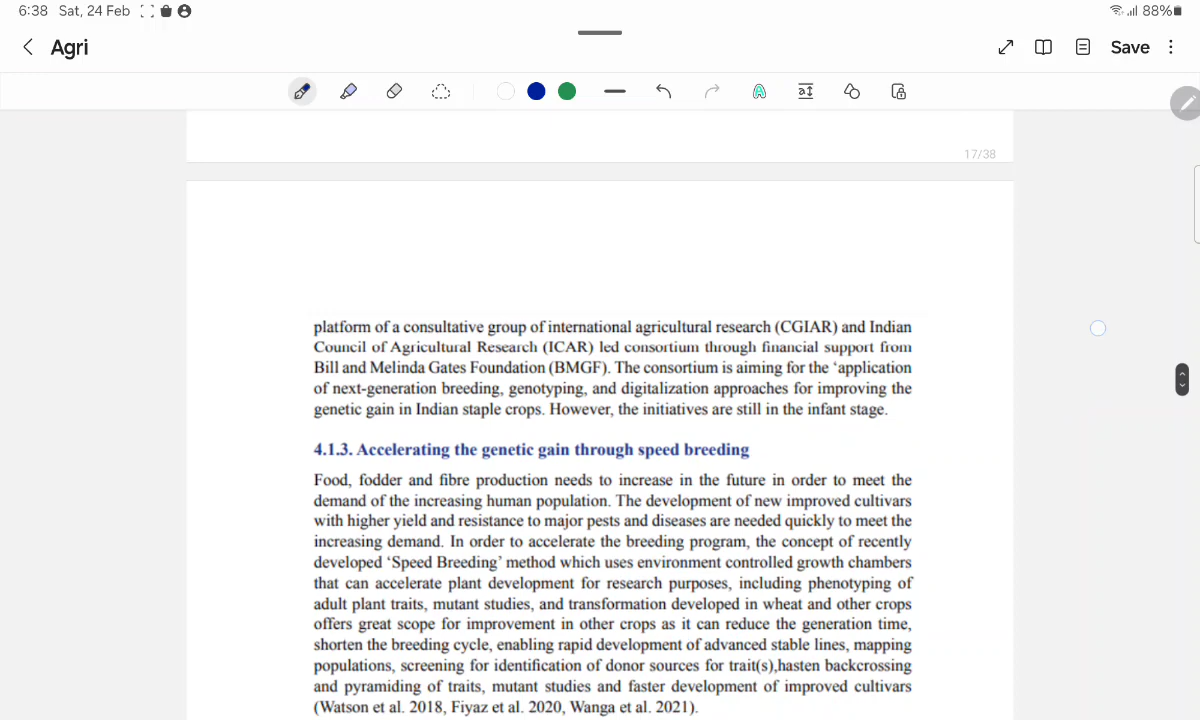 6:38 Sat, 24 Feb
88%
Agri
Save
17/38
platform of a consultative group of international agricultural research (CGIAR) and Indian
Council of Agricultural Research (ICAR) led consortium through financial support from
Bill and Melinda Gates Foundation (BMGF). The consortium is aiming for the ‘application
of next-generation breeding, genotyping, and digitalization approaches for improving the
genetic gain in Indian staple crops. However, the initiatives are still in the infant stage.
4.1.3. Accelerating the genetic gain through speed breeding
Food, fodder and fibre production needs to increase in the future in order to meet the
demand of the increasing human population. The development of new improved cultivars
with higher yield and resistance to major pests and diseases are needed quickly to meet the
increasing demand. In order to accelerate the breeding program, the concept of recently
developed ‘Speed Breeding’ method which uses environment controlled growth chambers
that can accelerate plant development for research purposes, including phenotyping of
adult plant traits, mutant studies, and transformation developed in wheat and other crops
offers great scope for improvement in other crops as it can reduce the generation time,
shorten the breeding cycle, enabling rapid development of advanced stable lines, mapping
populations, screening for identification of donor sources for trait(s),hasten backcrossing
and pyramiding of traits, mutant studies and faster development of improved cultivars
(Watson et al. 2018, Fiyaz et al. 2020, Wanga et al. 2021).